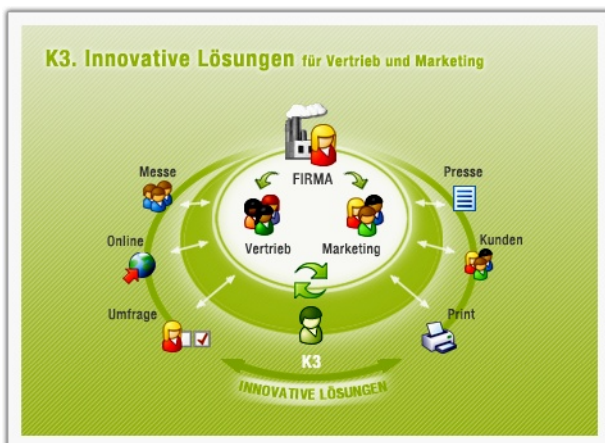 K3. Innovative Lösungen für Vertrieb und Marketing
FIRMA
Messe
Presse
Vertrieb
Marketing
Online
Kunden
Umfrage
Print
K3
INNOVATIVE LÖSUNGEN